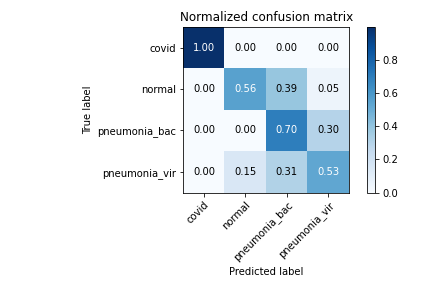 Normalized confusion matrix
covid 1.00 0.00 0.00 0.00
normal 0.00 0.56 0.39 0.05
pneumonia_bac 0.00 0.00 0.70 0.30
pneumonia_vir 0.00 0.15 0.31 0.53
covid normal pneumonia_bac pneumonia_vir
True label
Predicted label
0.8
0.6
0.4
0.2
0.0